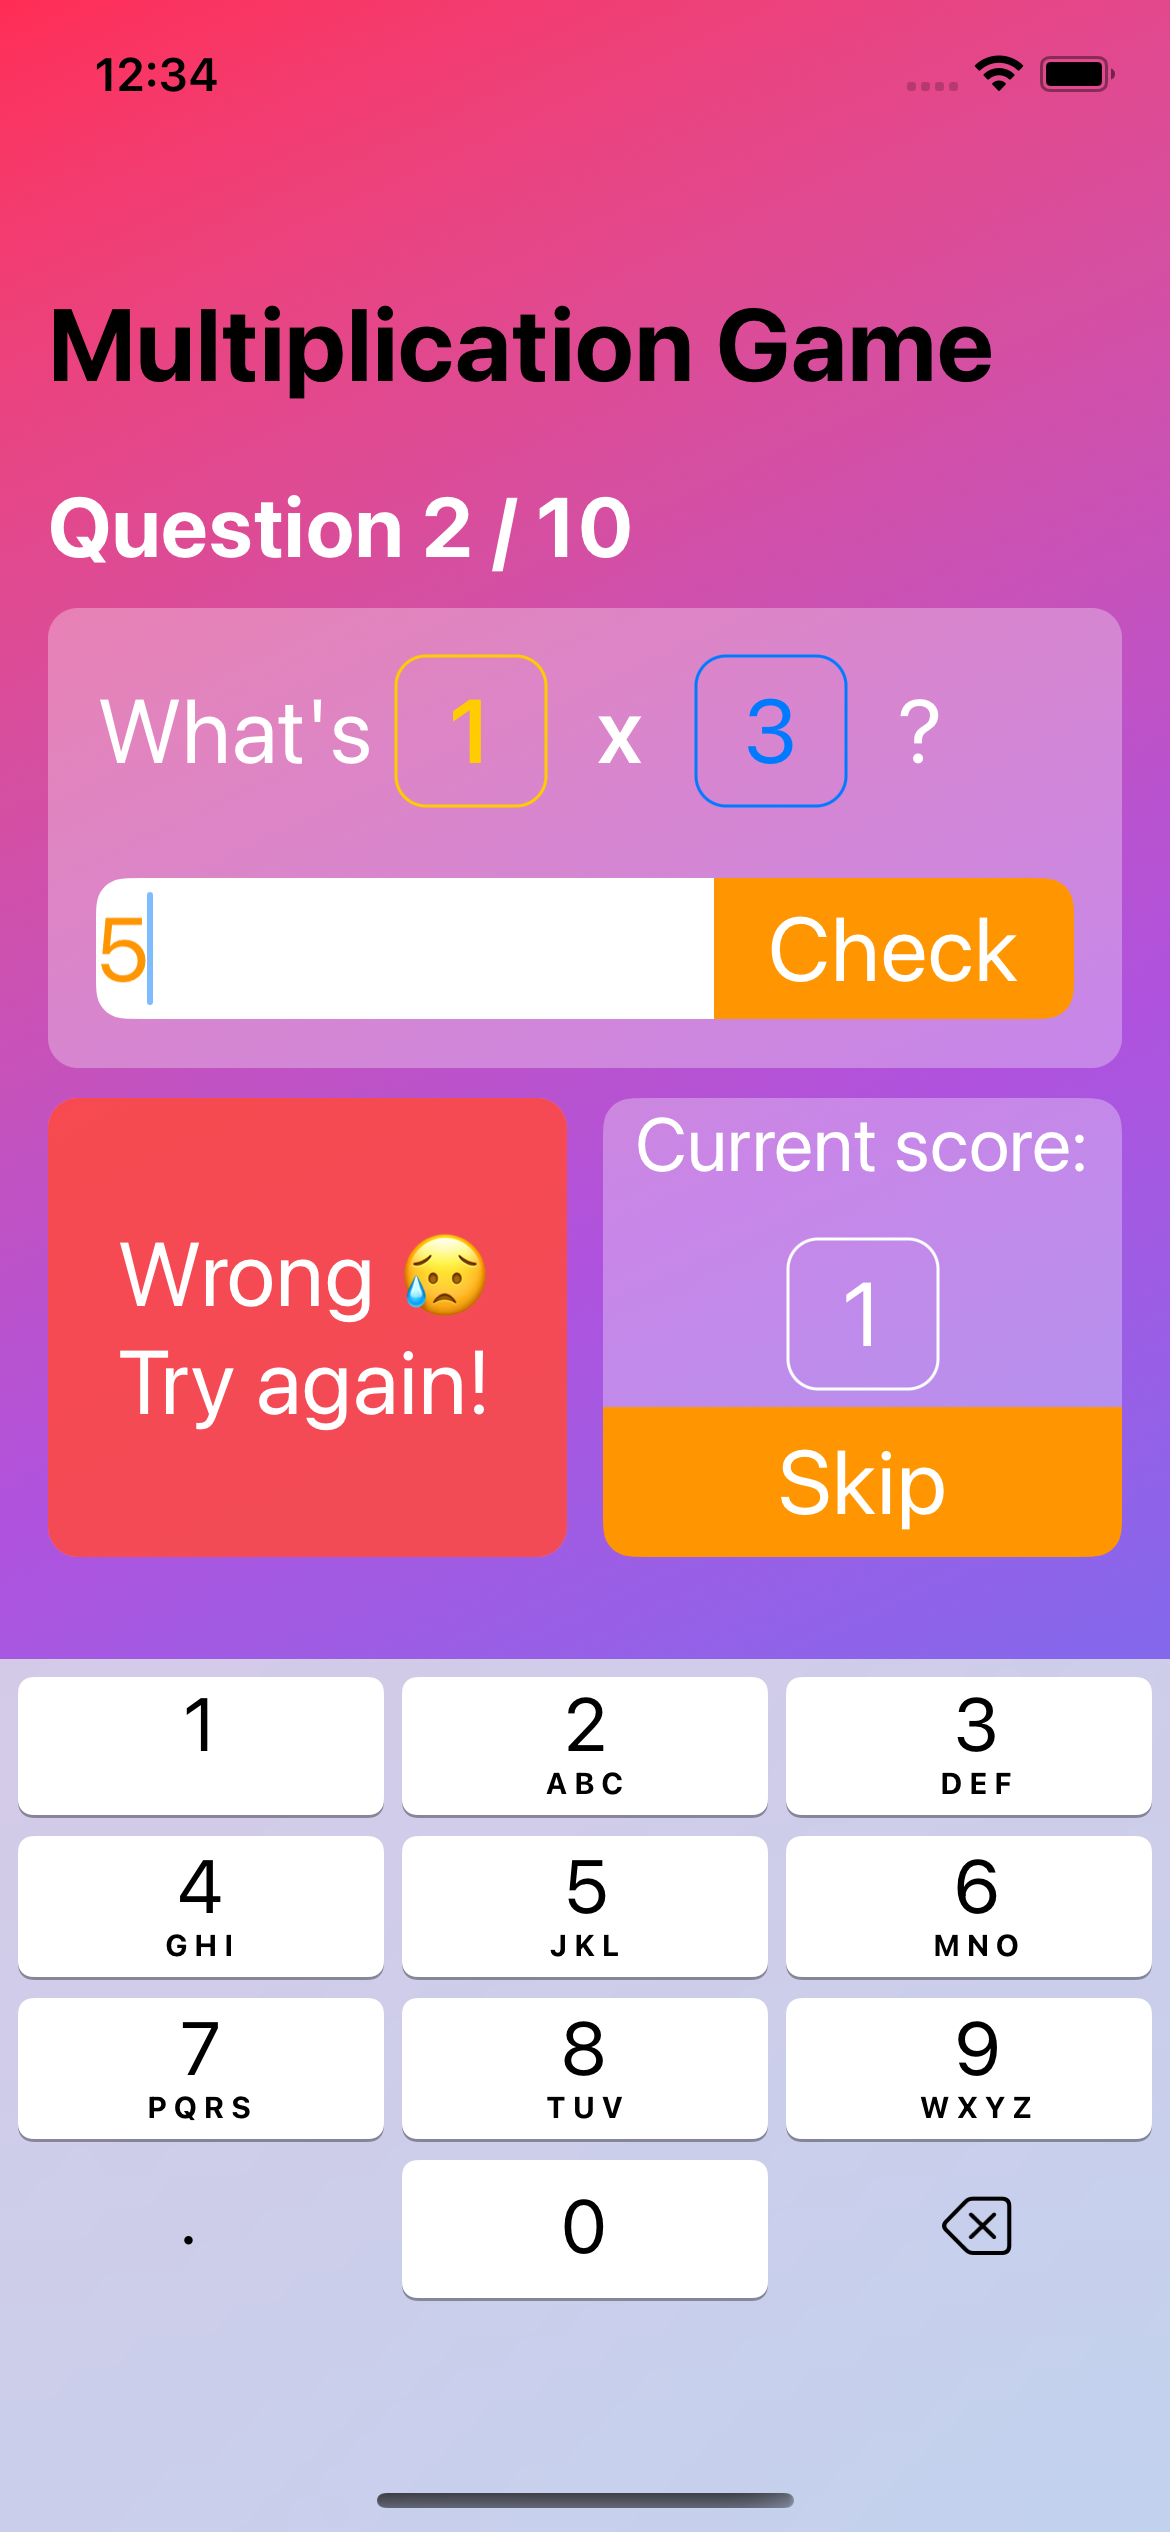 12:34
Multiplication Game
Question 2 / 10
What's 1 x 3 ?
5
Check
Wrong 😥
Try again!
Current score:
1
Skip
1
2
ABC
3
DEF
4
GHI
5
JKL
6
MNO
7
PQRS
8
TUV
9
WXYZ
.
0